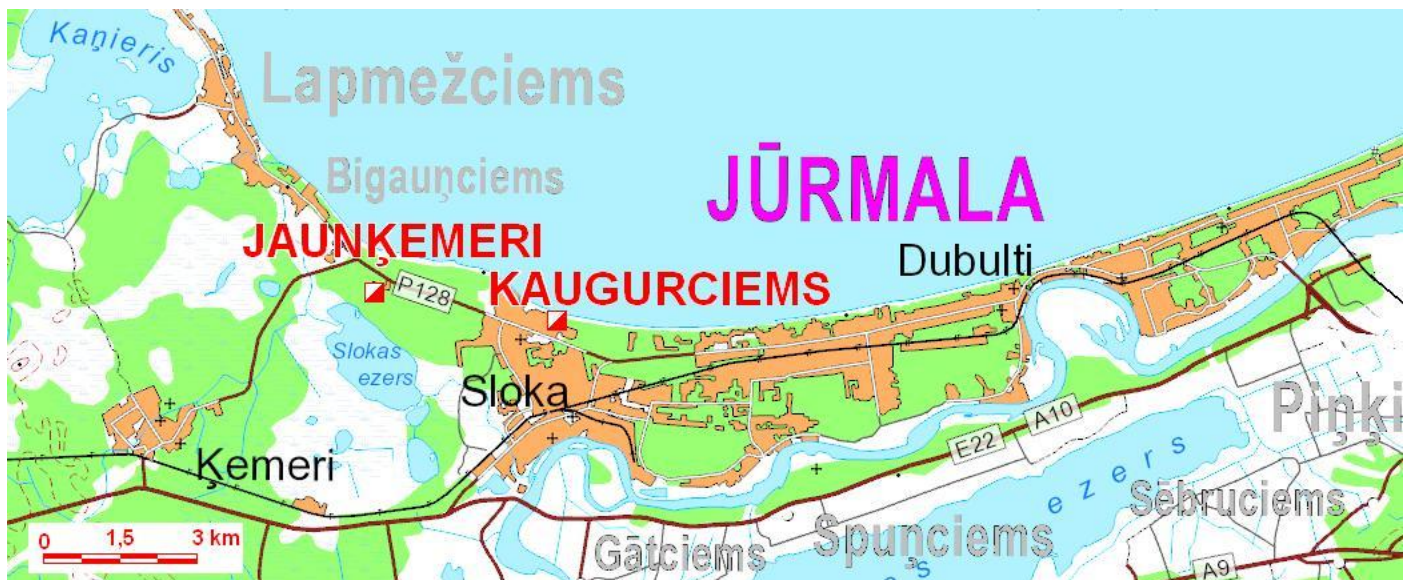 Kaņieris
Lapmežciems
Bigauņciems
JŪRMALA
JAUNĶEMERI
Dubulti
P128
KAUGURCIEMS
Slokas
ezers
Sloka
Piņķi
A10
E22
Ķemeri
ezers
Sēbruciems
Spuņciems
Gātciems
0 1,5 3 km
A9